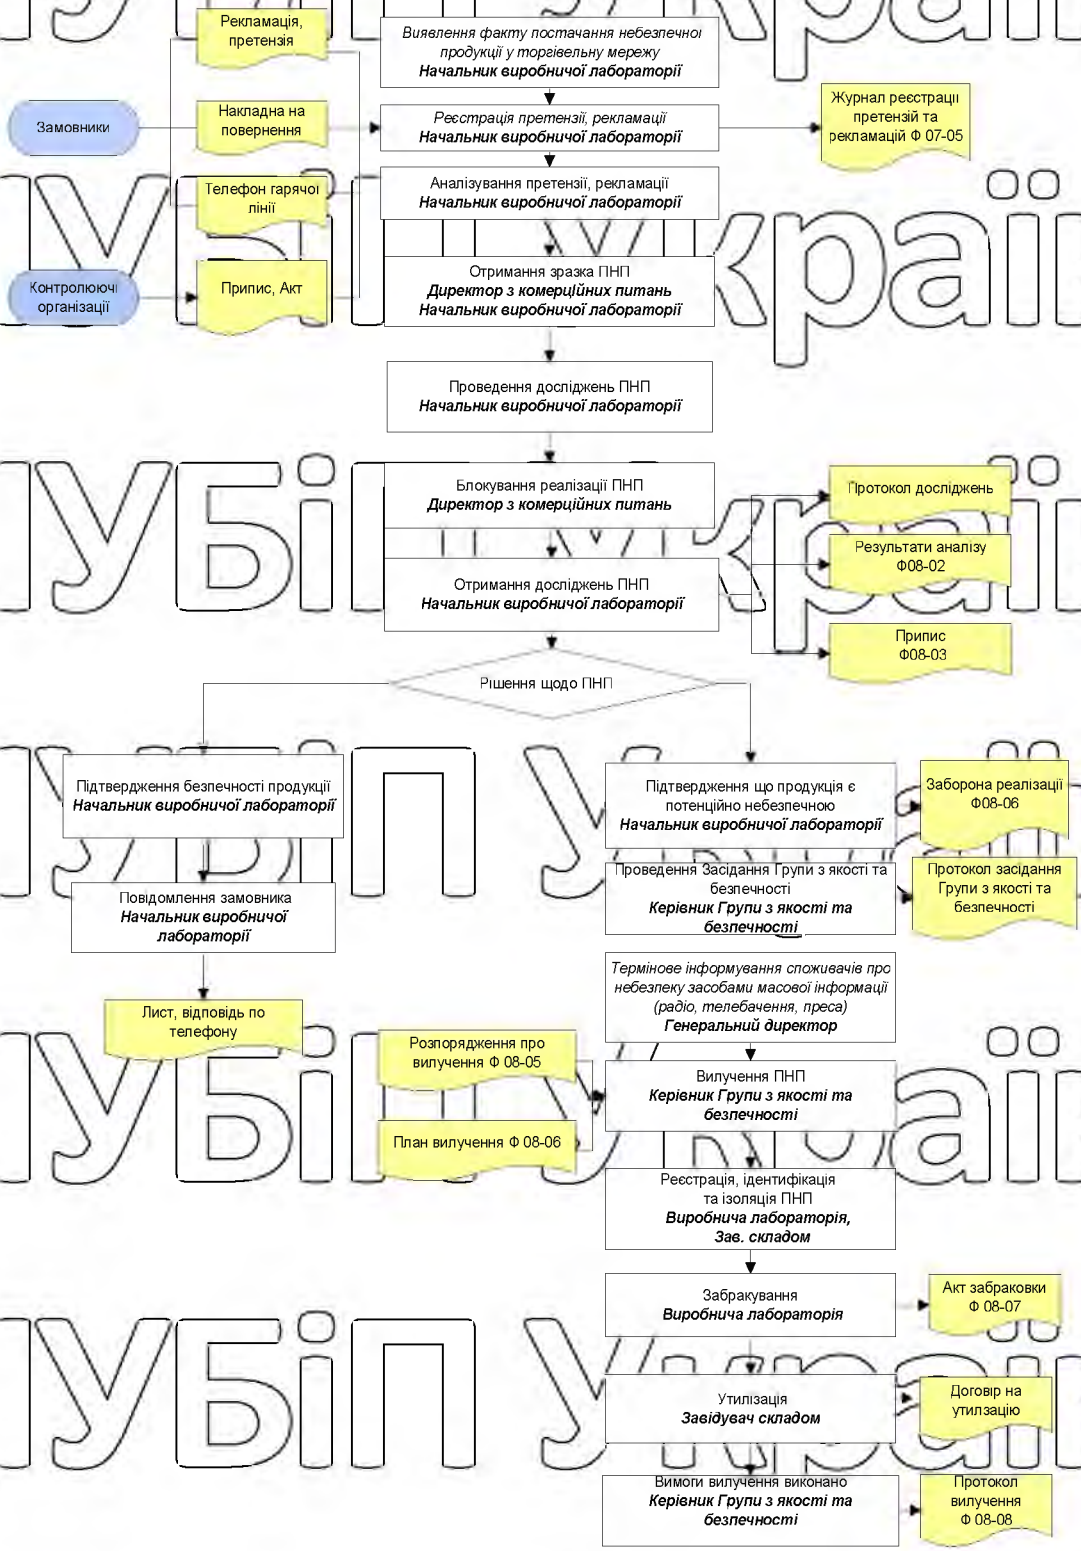 Рекламація,
претензія
Виявлення факту постачання небезпечної
продукції у торгівельну мережу
Начальник виробничої лабораторії
Замовники
Накладна на
повернення
Реєстрація претензії, рекламації
Начальник виробничої лабораторії
Журнал реєстрації
претензій та
рекламацій Ф 07-05
Телефон гарячої
лінії
Аналізування претензії, рекламації
Начальник виробничої лабораторії
Контролюючі
організації
Припис, Акт
Отримання зразка ПНП
Директор з комерційних питань
Начальник виробничої лабораторії
Проведення досліджень ПНП
Начальник виробничої лабораторії
Блокування реалізації ПНП
Директор з комерційних питань
Протокол досліджень
Результати аналізу
Ф08-02
Отримання досліджень ПНП
Начальник виробничої лабораторії
Припис
Ф08-03
Рішення щодо ПНП
Підтвердження безпечності продукції
Начальник виробничої лабораторії
Підтвердження що продукція є
потенційно небезпечною
Начальник виробничої лабораторії
Заборона реалізації
Ф08-06
Повідомлення замовника
Начальник виробничої
лабораторії
Проведення Засідання Групи з якості та
безпечності
Керівник Групи з якості та
безпечності
Протокол засідання
Групи з якості та
безпечності
Лист, відповідь по
телефону
Термінове інформування споживачів про
небезпеку засобами масової інформації
(радіо, телебачення, преса)
Генеральний директор
Розпорядження про
вилучення Ф 08-05
План вилучення Ф 08-06
Вилучення ПНП
Керівник Групи з якості та
безпечності
Реєстрація, ідентифікація
та ізоляція ПНП
Виробнича лабораторія,
Зав. складом
Забракування
Виробнича лабораторія
Акт забраковки
Ф 08-07
Утилізація
Завідувач складом
Договір на
утилзацію
Вимоги вилучення виконано
Керівник Групи з якості та
безпечності
Протокол
вилучення
Ф 08-08